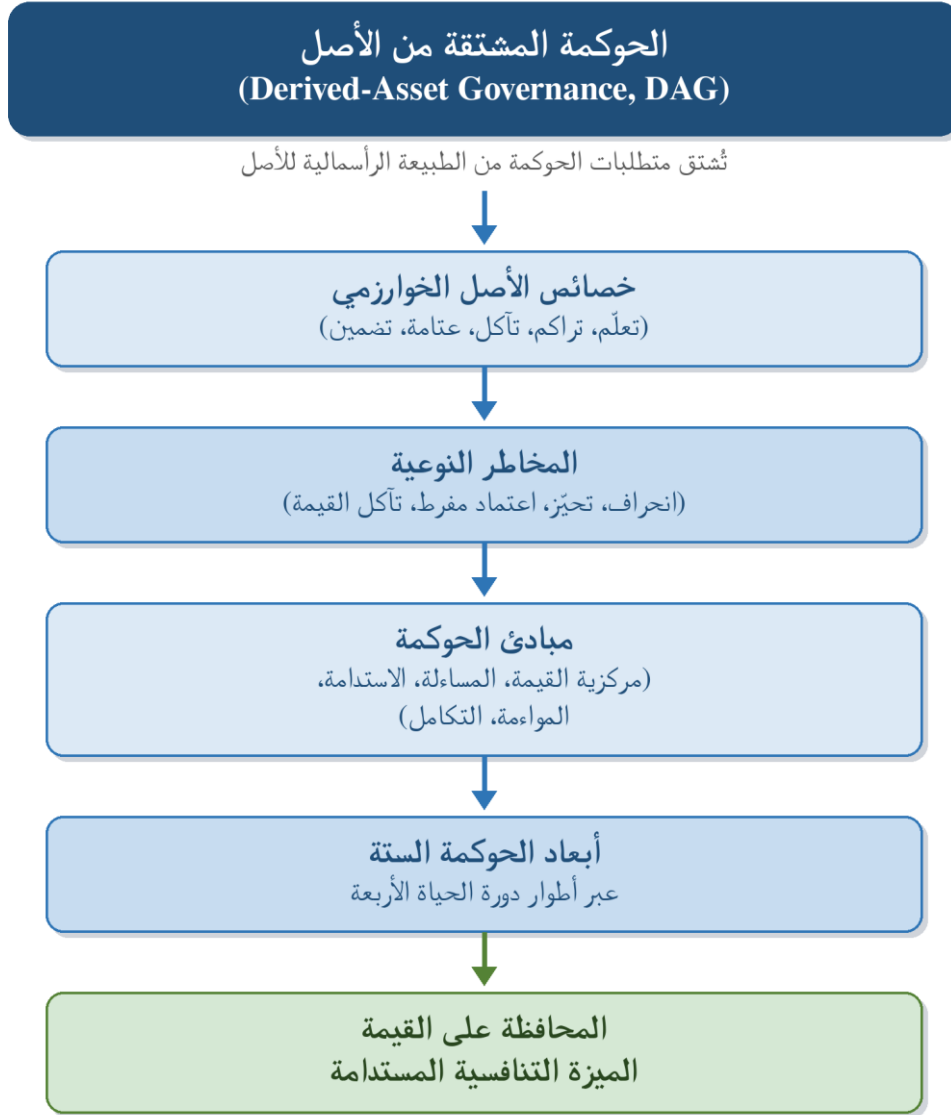 الحوكمة المشتقة من الأصل
(Derived-Asset Governance, DAG)
تُشتق متطلبات الحوكمة من الطبيعة الرأسمالية للأصل
خصائص الأصل الخوارزمي
(تعلّم، تراكم، تآكل، عتامة، تضمين)
المخاطر النوعية
(انحراف، تحيّز، اعتماد مفرط، تآكل القيمة)
مبادئ الحوكمة
(مركزية القيمة، المساءلة، الاستدامة،
المواءمة، التكامل)
أبعاد الحوكمة الستة
عبر أطوار دورة الحياة الأربعة
المحافظة على القيمة
الميزة التنافسية المستدامة